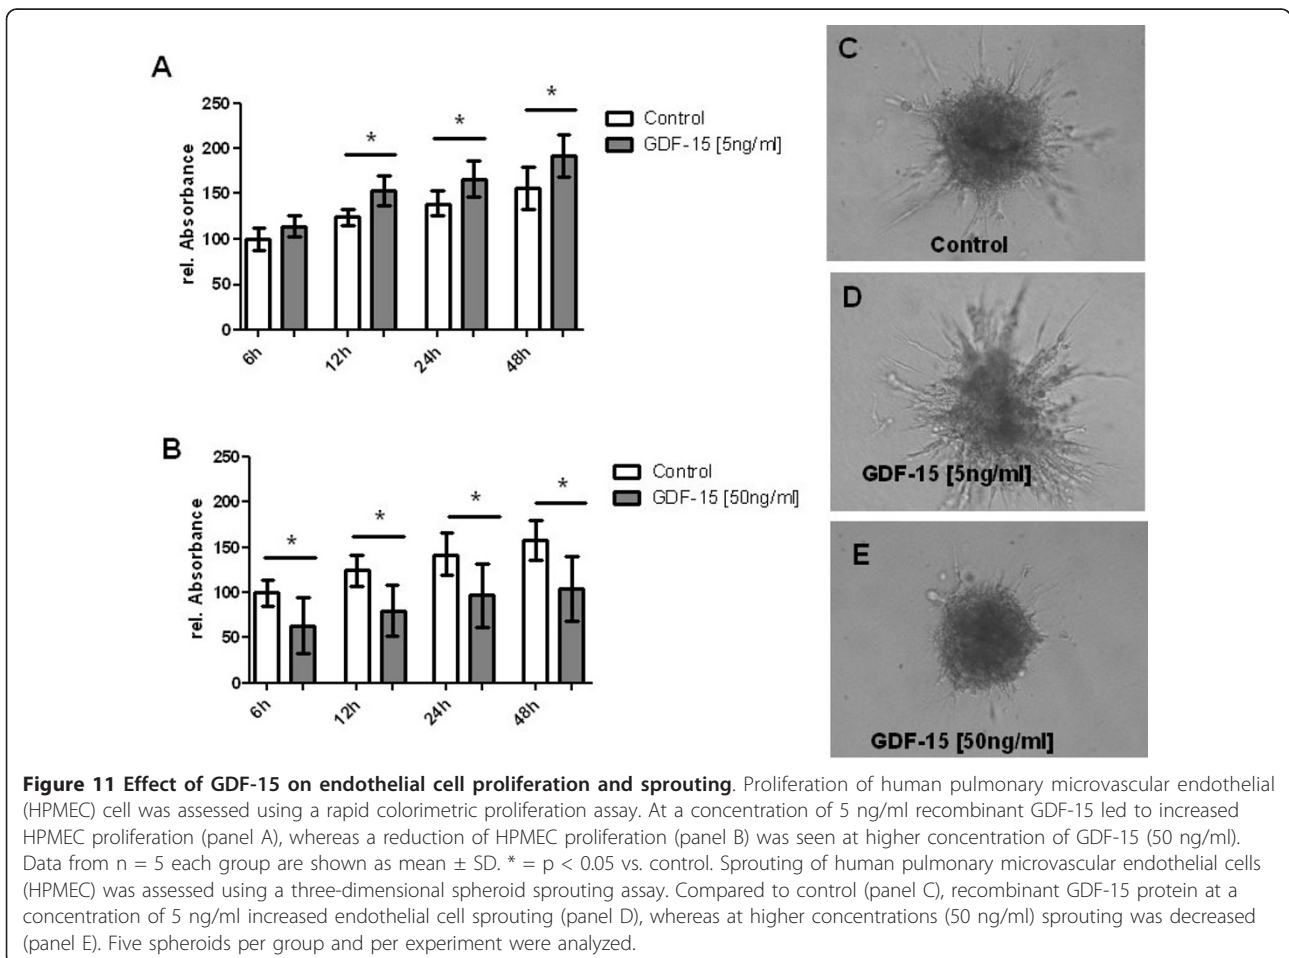 A
250
200
150
100
50
0
rel. Absorbance
* * *
6h 12h 24h 48h
Control
GDF-15 [5ng/ml]
B
250
200
150
100
50
0
rel. Absorbance
* * * *
6h 12h 24h 48h
Control
GDF-15 [50ng/ml]
C
Control
D
GDF-15 [5ng/ml]
E
GDF-15 [50ng/ml]
Figure 11 Effect of GDF-15 on endothelial cell proliferation and sprouting. Proliferation of human pulmonary microvascular endothelial
(HPMEC) cell was assessed using a rapid colorimetric proliferation assay. At a concentration of 5 ng/ml recombinant GDF-15 led to increased
HPMEC proliferation (panel A), whereas a reduction of HPMEC proliferation (panel B) was seen at higher concentration of GDF-15 (50 ng/ml).
Data from n = 5 each group are shown as mean ± SD. * = p < 0.05 vs. control. Sprouting of human pulmonary microvascular endothelial cells
(HPMEC) was assessed using a three-dimensional spheroid sprouting assay. Compared to control (panel C), recombinant GDF-15 protein at a
concentration of 5 ng/ml increased endothelial cell sprouting (panel D), whereas at higher concentrations (50 ng/ml) sprouting was decreased
(panel E). Five spheroids per group and per experiment were analyzed.